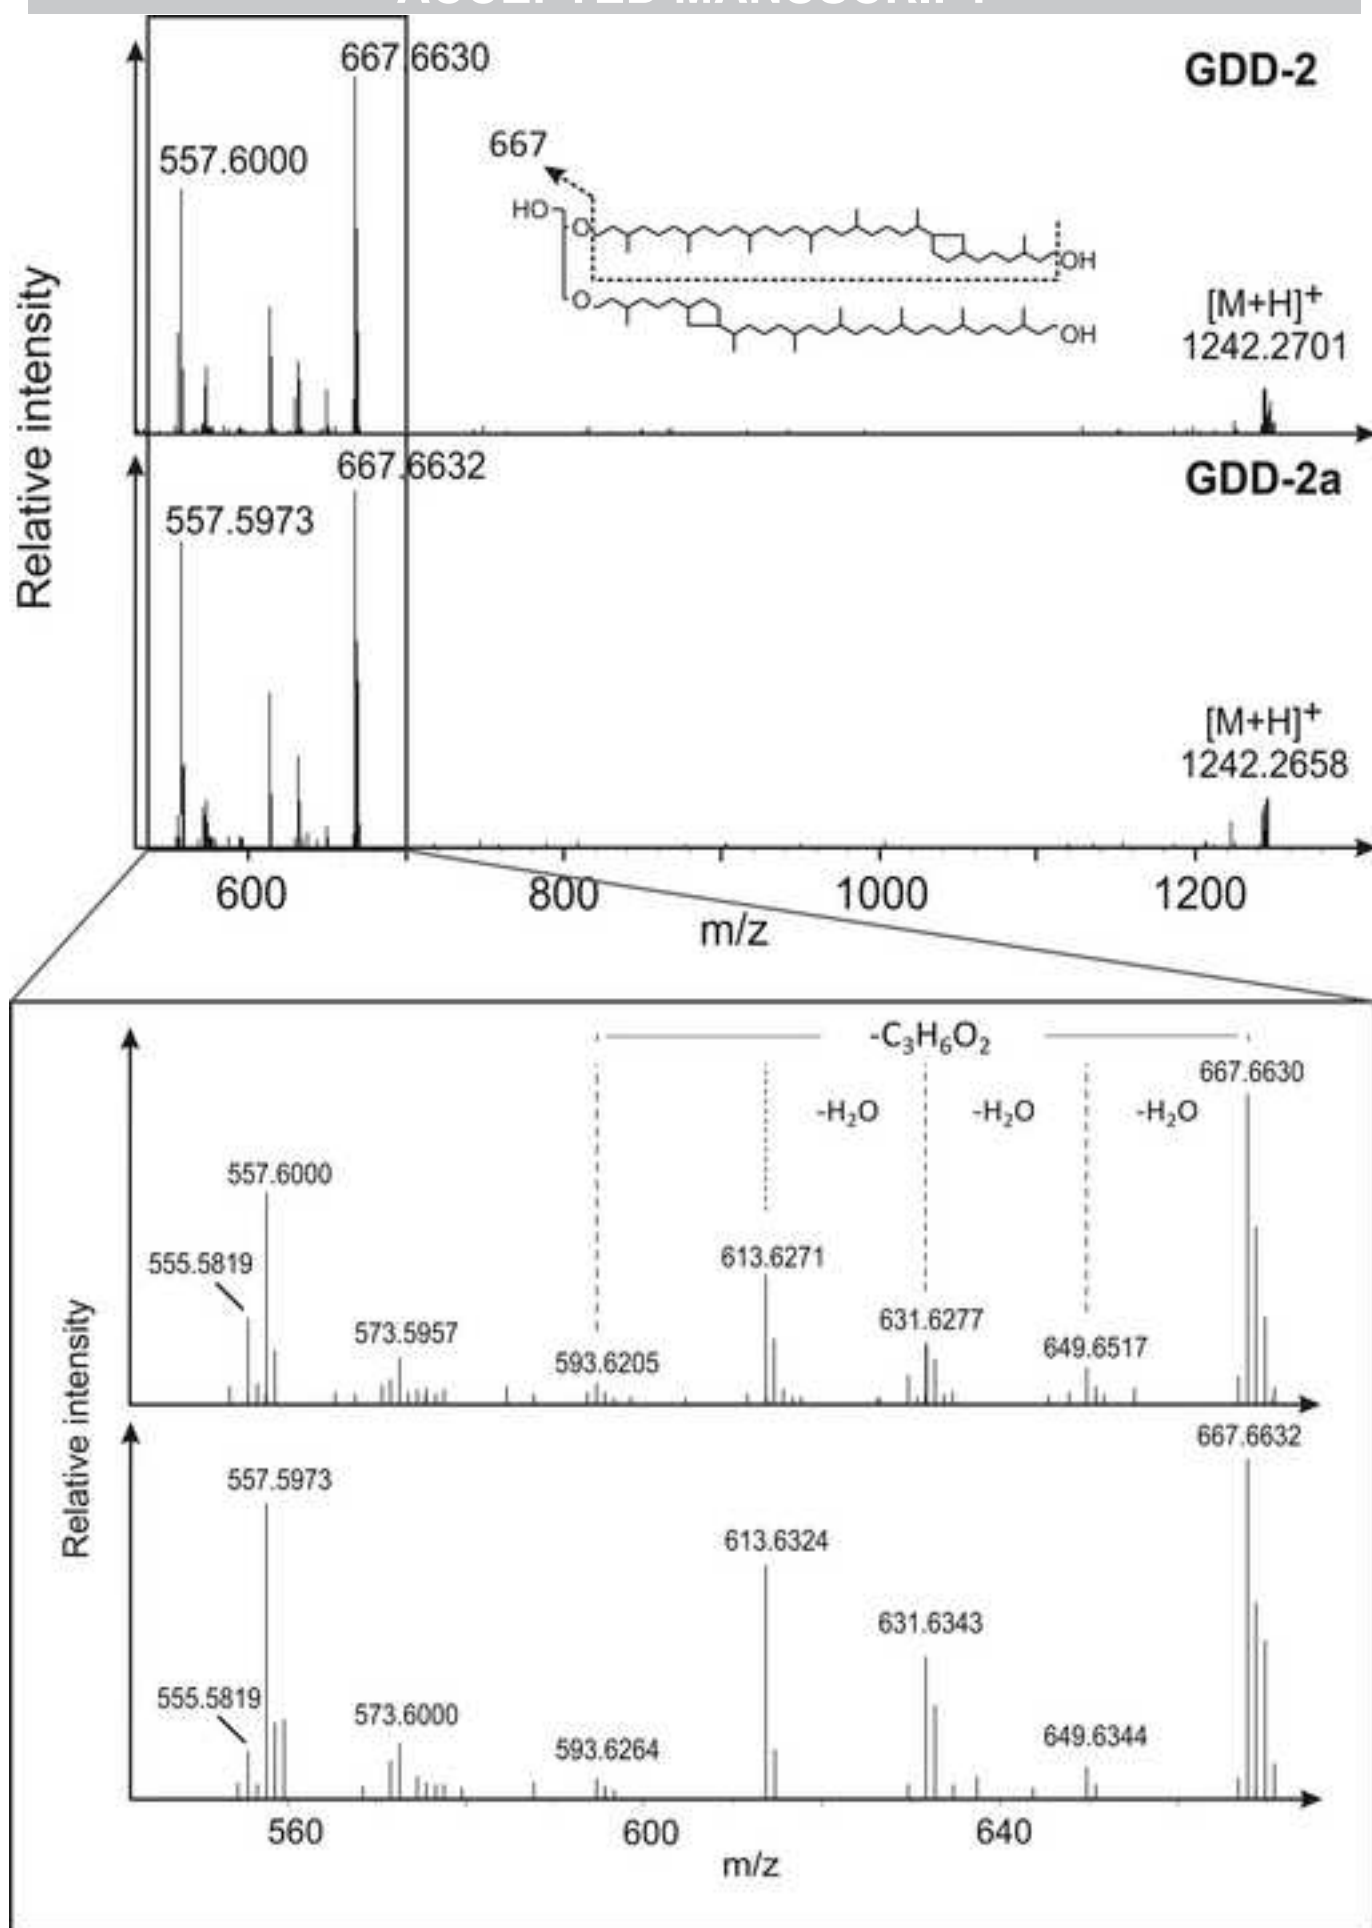 667.6630
GDD-2
557.6000
667
HO
O
OH
O
OH
[M+H]+
1242.2701
Relative intensity
667.6632
GDD-2a
557.5973
[M+H]+
1242.2658
600 800 1000 1200
m/z
-C3H6O2
667.6630
-H2O -H2O -H2O
557.6000
555.5819
613.6271
573.5957
631.6277
649.6517
593.6205
Relative intensity
667.6632
557.5973
613.6324
631.6343
555.5819
573.6000
649.6344
593.6264
Relative intensity
560 600 640
m/z